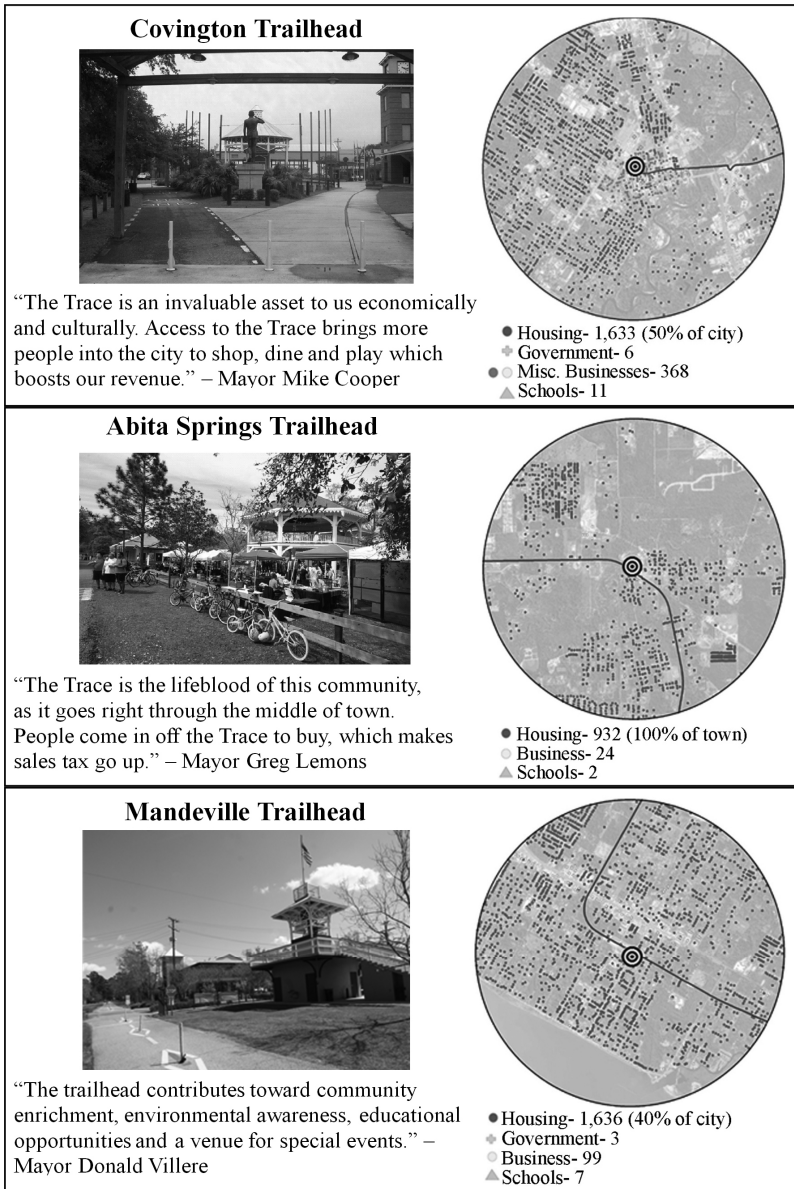 Covington Trailhead
“The Trace is an invaluable asset to us economically
and culturally. Access to the Trace brings more
people into the city to shop, dine and play which
boosts our revenue.” – Mayor Mike Cooper
Housing- 1,633 (50% of city)
Government- 6
Misc. Businesses- 368
Schools- 11
Abita Springs Trailhead
“The Trace is the lifeblood of this community,
as it goes right through the middle of town.
People come in off the Trace to buy, which makes
sales tax go up.” – Mayor Greg Lemons
Housing- 932 (100% of town)
Business- 24
Schools- 2
Mandeville Trailhead
“The trailhead contributes toward community
enrichment, environmental awareness, educational
opportunities and a venue for special events.” –
Mayor Donald Villere
Housing- 1,636 (40% of city)
Government- 3
Business- 99
Schools- 7